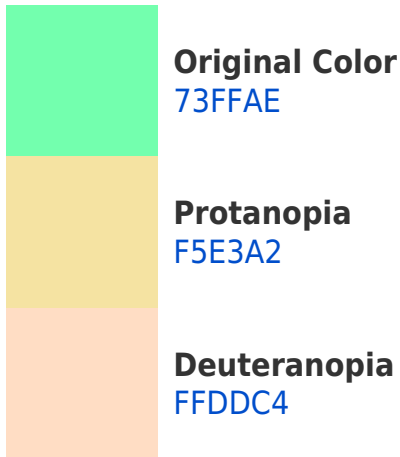 Original Color
73FFAE
Protanopia
F5E3A2
Deuteranopia
FFDDC4